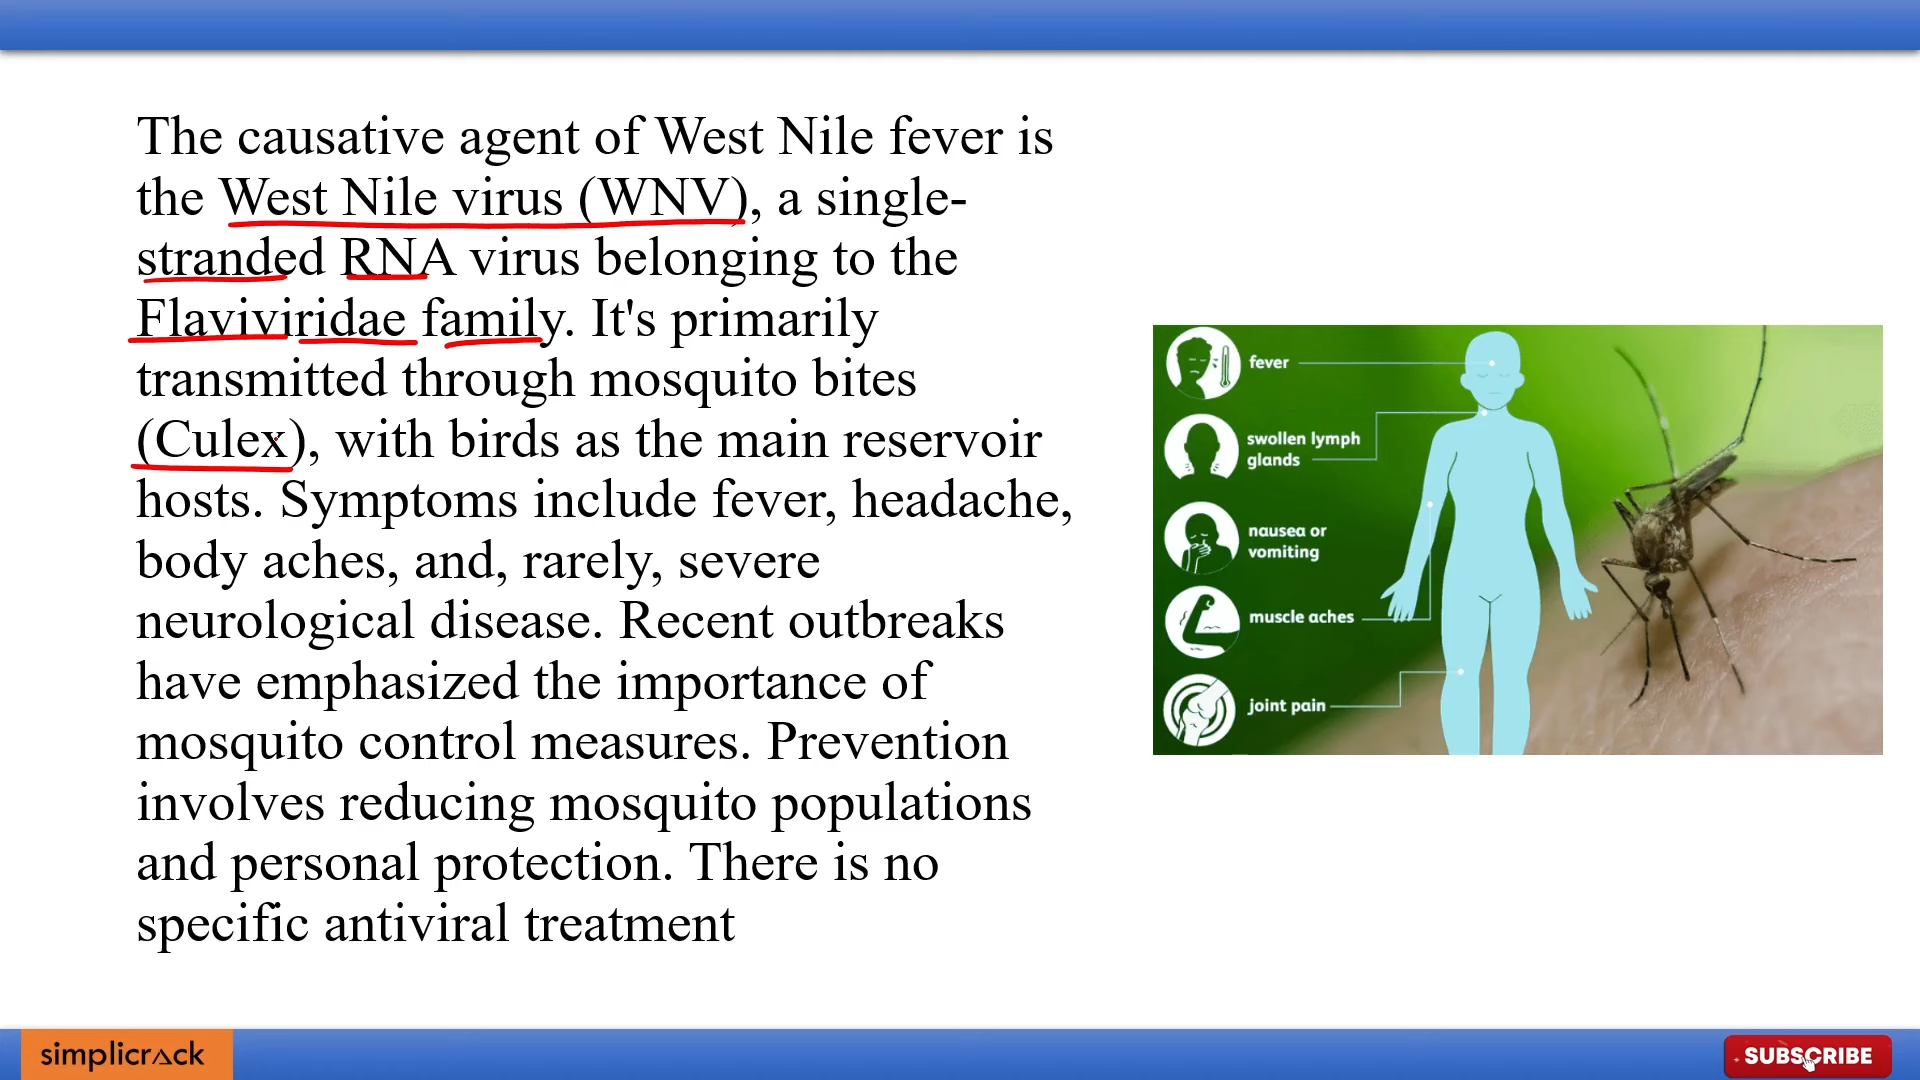 The causative agent of West Nile fever is
the West Nile virus (WNV), a single-
stranded RNA virus belonging to the
Flaviviridae family. It's primarily
transmitted through mosquito bites
(Culex), with birds as the main reservoir
hosts. Symptoms include fever, headache,
body aches, and, rarely, severe
neurological disease. Recent outbreaks
have emphasized the importance of
mosquito control measures. Prevention
involves reducing mosquito populations
and personal protection. There is no
specific antiviral treatment
fever
swollen lymph
glands
nausea or
vomiting
muscle aches
joint pain
simplicrack
SUBSCRIBE